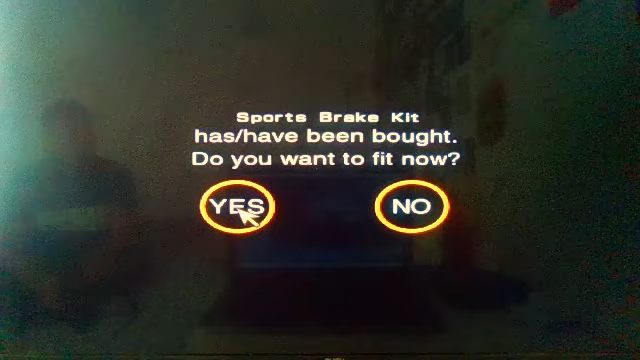 Sports Brake Kit
has/have been bought.
Do you want to fit now?
YES
NO